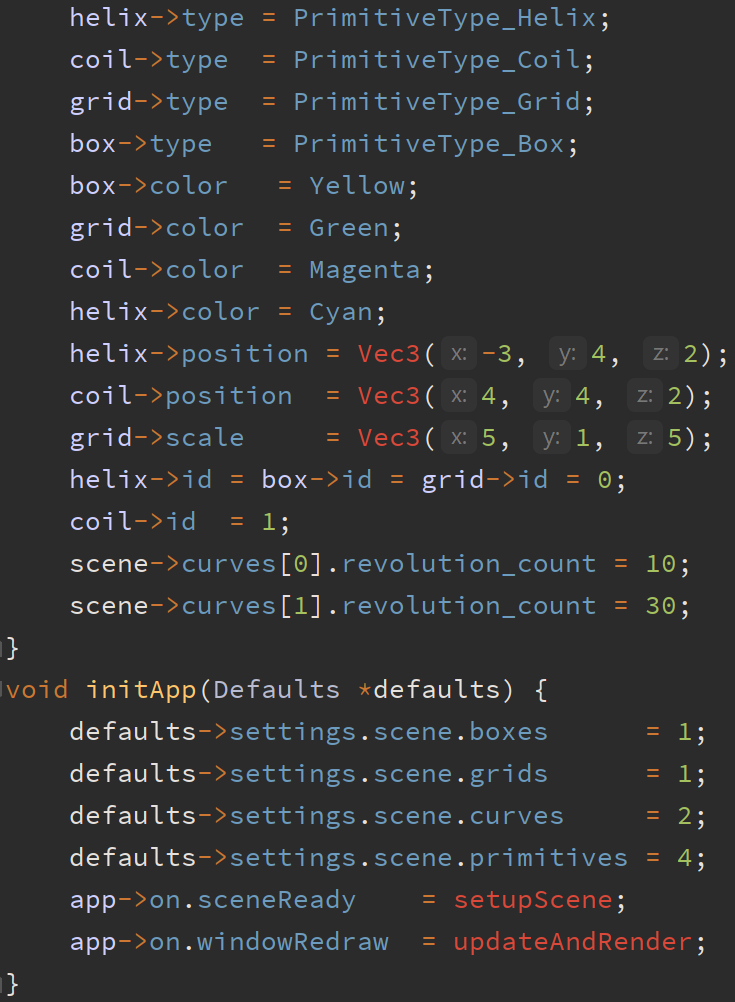 helix->type = PrimitiveType_Helix;
coil->type  = PrimitiveType_Coil;
grid->type  = PrimitiveType_Grid;
box->type   = PrimitiveType_Box;
box->color   = Yellow;
grid->color  = Green;
coil->color  = Magenta;
helix->color = Cyan;
helix->position = Vec3( x: -3, y: 4, z: 2);
coil->position  = Vec3( x: 4, y: 4, z: 2);
grid->scale     = Vec3( x: 5, y: 1, z: 5);
helix->id = box->id = grid->id = 0;
coil->id  = 1;
scene->curves[0].revolution_count = 10;
scene->curves[1].revolution_count = 30;
}
void initApp(Defaults *defaults) {
defaults->settings.scene.boxes      = 1;
defaults->settings.scene.grids      = 1;
defaults->settings.scene.curves     = 2;
defaults->settings.scene.primitives = 4;
app->on.sceneReady    = setupScene;
app->on.windowRedraw  = updateAndRender;
}